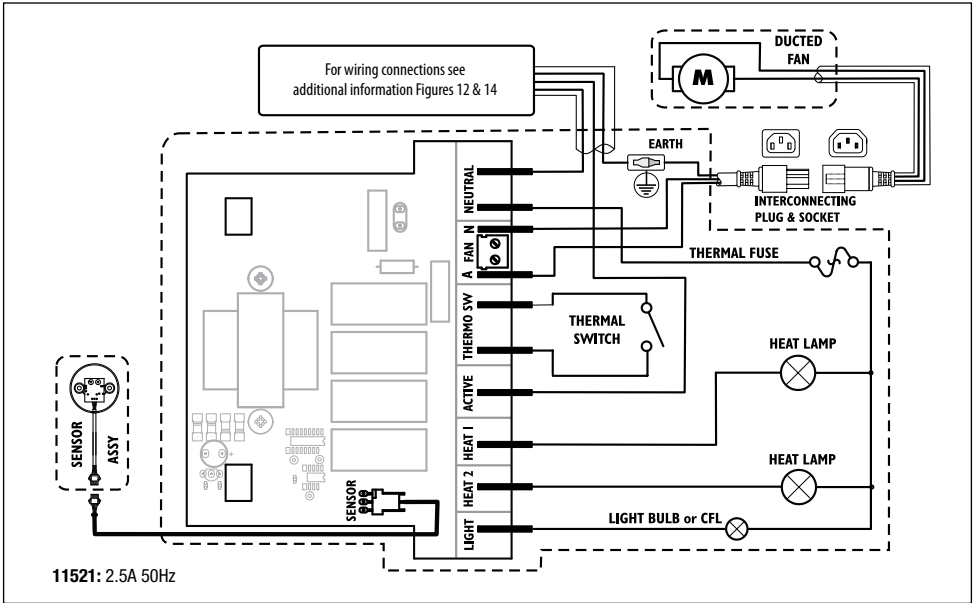 For wiring connections see
additional information Figures 12 & 14
DUCTED
FAN
M
EARTH
INTERCONNECTING
PLUG & SOCKET
NEUTRAL
N
FAN
A
THERMO SW
ACTIVE
HEAT 1
HEAT 2
LIGHT
THERMAL FUSE
THERMAL
SWITCH
HEAT LAMP
HEAT LAMP
LIGHT BULB or CFL
SENSOR
ASSY
SENSOR
11521: 2.5A 50Hz